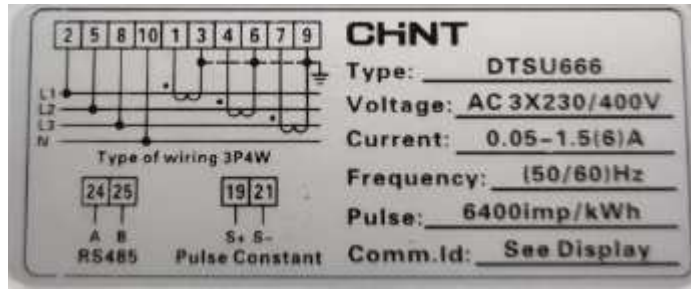 2 5 8 10 1 3 4 6 7 9
L1
L2
L3
N
Type of wiring 3P4W
24 25
A B
RS485
19 21
S+ S-
Pulse Constant
CHiNT
Type: DTSU666
Voltage: AC 3X230/400V
Current: 0.05-1.5(6)A
Frequency: (50/60)Hz
Pulse: 6400imp/kWh
Comm.Id: See Display